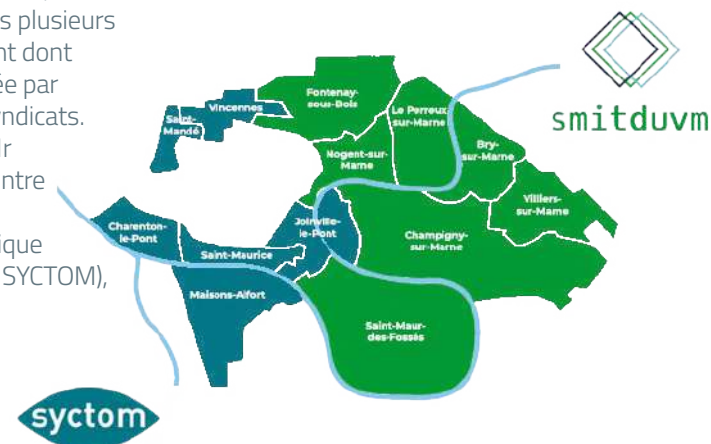 s plusieurs
nt dont
ée par
ndicats.
lr
ntre
ique
SYCTOM),
Saint-
Mandé
Vincennes
Fontenay-
sous-Bois
Le Perreux
sur-Marne
Nogent-sur-
Marne
Bry-
sur-Marne
Villiers-
sur-Marne
Charenton-
le-Pont
Saint-Maurice
Joinville-
le-Pont
Champigny-
sur-Marne
Maisons-Alfort
Saint-Maur-
des-Fossés
smitduvm
syctom